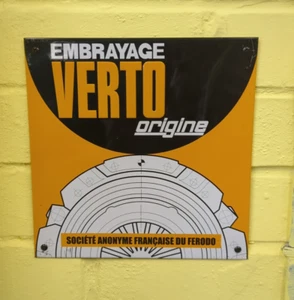 EMBRAYAGE
VERTO
origine
SOCIÉTÉ ANONYME FRANÇAISE DU FERODO